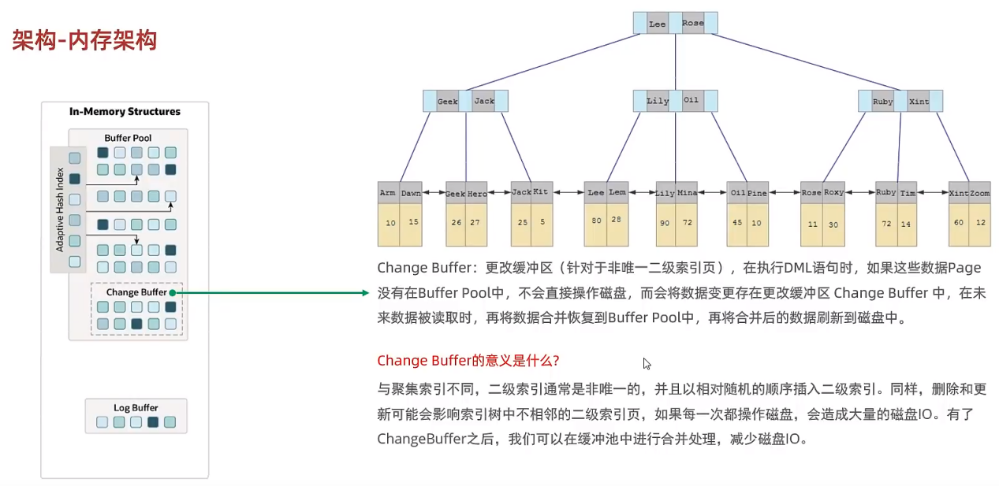 架构-内存架构
Lee Rose
Geek Jack
Lily Oil
Ruby Xint
Arm Dawn
Geek Hero
Jack Kit
Lee Lem
Lily Mina
Oil Pine
Rose Roxy
Ruby Tim
Xint Zoom
10 15
26 27
25 5
80 28
90 72
45 10
11 30
72 14
60 12
In-Memory Structures
Buffer Pool
Adaptive Hash Index
Change Buffer
Log Buffer
Change Buffer：更改缓冲区（针对于非唯一二级索引页），在执行DML语句时，如果这些数据Page
没有在Buffer Pool中，不会直接操作磁盘，而会将数据变更存在更改缓冲区 Change Buffer 中，在未
来数据被读取时，再将数据合并恢复到Buffer Pool中，再将合并后的数据刷新到磁盘中。
Change Buffer的意义是什么?
与聚集索引不同，二级索引通常是非唯一的，并且以相对随机的顺序插入二级索引。同样，删除和更
新可能会影响索引树中不相邻的二级索引页，如果每一次都操作磁盘，会造成大量的磁盘IO。有了
ChangeBuffer之后，我们可以在缓冲池中进行合并处理，减少磁盘IO。